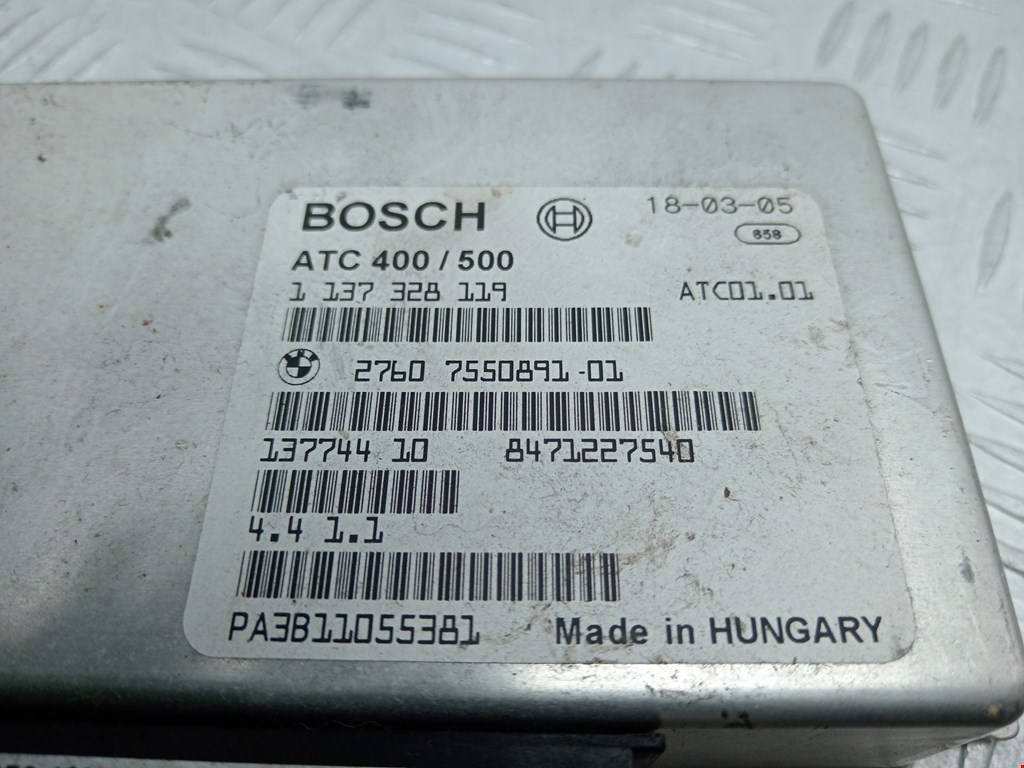 BOSCH 18-03-05
858
ATC 400 / 500
1 137 328 119 ATC01.01
2760 7550891-01
137744 10 8471227540
4.4 1.1
PA3B11055381 Made in HUNGARY